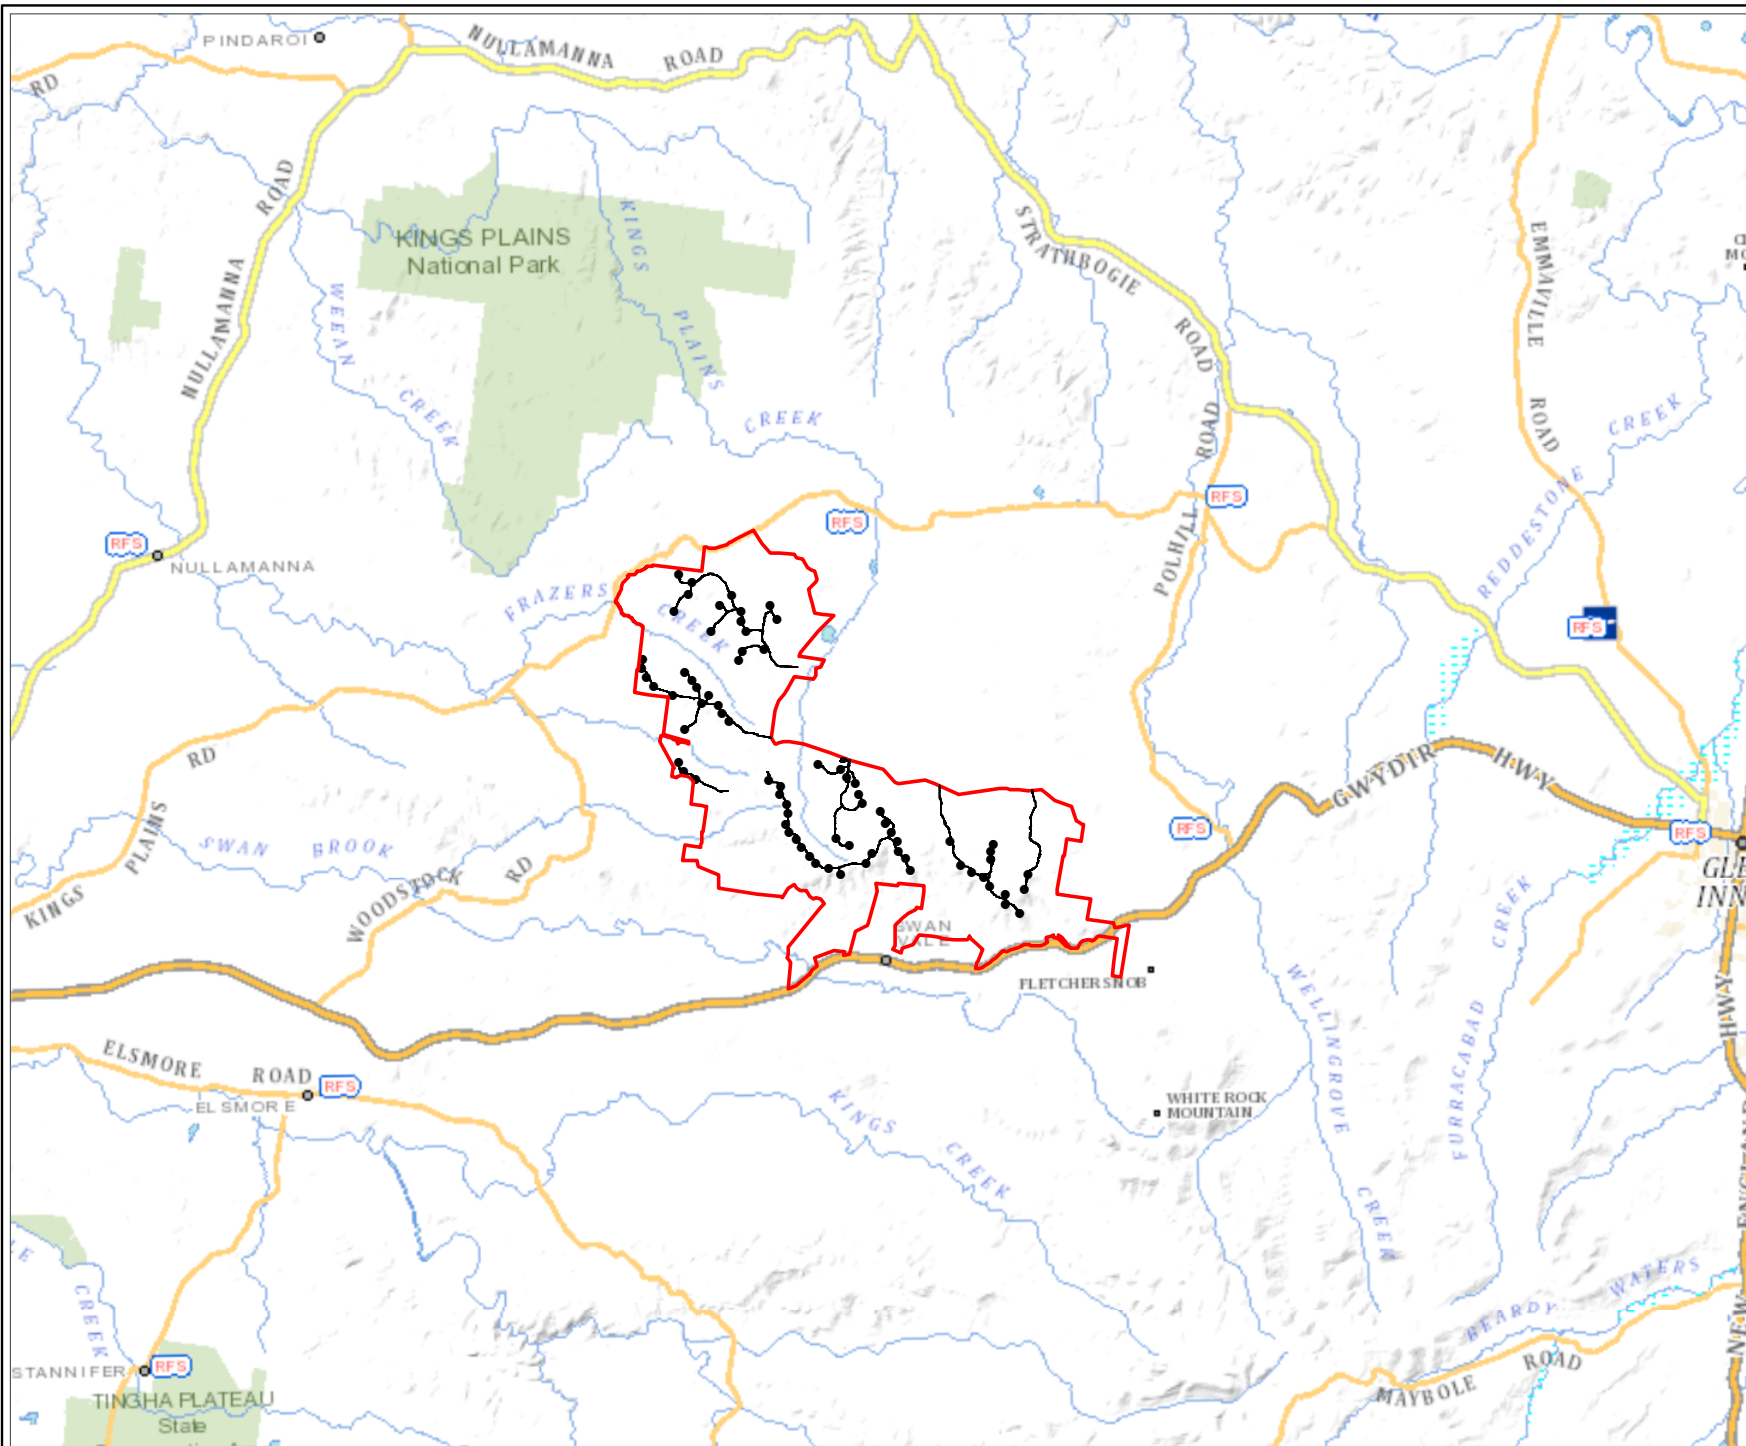 PINDAROI
NULLAMANNA ROAD
RD
NULLAMANNA ROAD
KINGS PLAINS
National Park
KINGS PLAINS CREEK
WEEAN CREEK
STRATHBOGIE ROAD
EMMAVILLE ROAD
POLHILL ROAD
REDDESTONE CREEK
RFS
RFS
RFS
NULLAMANNA
FRAZERS CREEK
RFS
KINGS PLAINS RD
SWAN BROOK
WOODSTOCK RD
GWYDIR HWY
RFS
RFS
GLE
INN
SWAN
VALE
FLETCHERS NOB
ELSMORE ROAD
RFS
ELSMORE
WHITE ROCK
MOUNTAIN
KINGS CREEK
WELLINGROVE CREEK
FURRACABAD CREEK
HWY
NEW ENGLAND
BEARDY WATERS
MAYBOLE ROAD
CREEK
STANNIFER
RFS
TINGHA PLATEAU
State